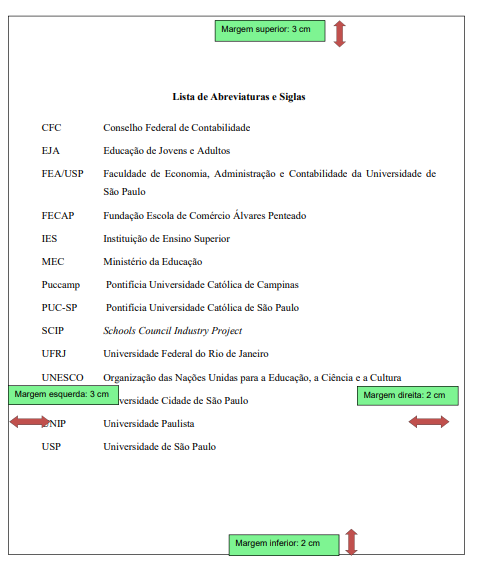 Margem superior: 3 cm
Lista de Abreviaturas e Siglas
CFC Conselho Federal de Contabilidade
EJA Educação de Jovens e Adultos
FEA/USP Faculdade de Economia, Administração e Contabilidade da Universidade de
São Paulo
FECAP Fundação Escola de Comércio Álvares Penteado
IES Instituição de Ensino Superior
MEC Ministério da Educação
Puccamp Pontifícia Universidade Católica de Campinas
PUC-SP Pontifícia Universidade Católica de São Paulo
SCIP Schools Council Industry Project
UFRJ Universidade Federal do Rio de Janeiro
UNESCO Organização das Nações Unidas para a Educação, a Ciência e a Cultura
Margem esquerda: 3 cm
Margem direita: 2 cm
Cidade de São Paulo
UNIP Universidade Paulista
USP Universidade de São Paulo
Margem inferior: 2 cm